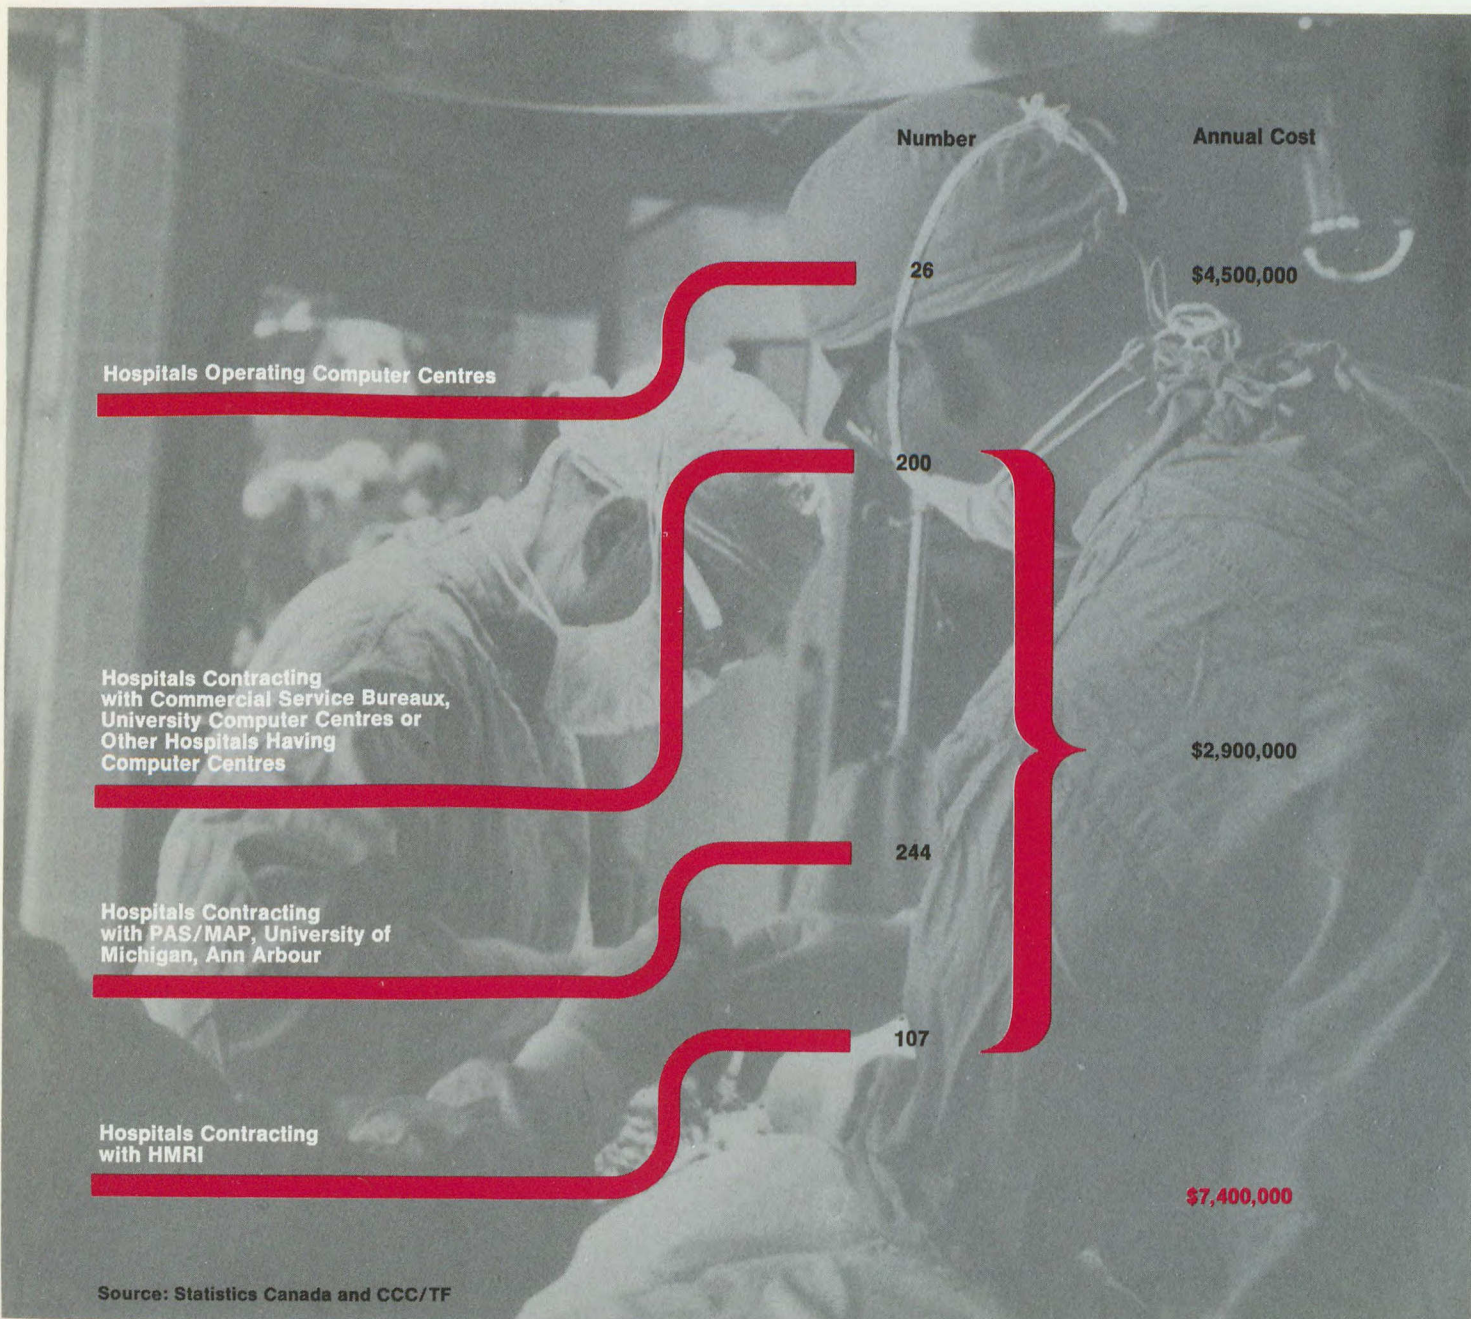 Number Annual Cost
26 $4,500,000
Hospitals Operating Computer Centres
200
Hospitals Contracting
with Commercial Service Bureaux,
University Computer Centres or
Other Hospitals Having
Computer Centres
$2,900,000
244
Hospitals Contracting
with PAS/MAP, University of
Michigan, Ann Arbour
107
Hospitals Contracting
with HMRI
$7,400,000
Source: Statistics Canada and CCC/TF